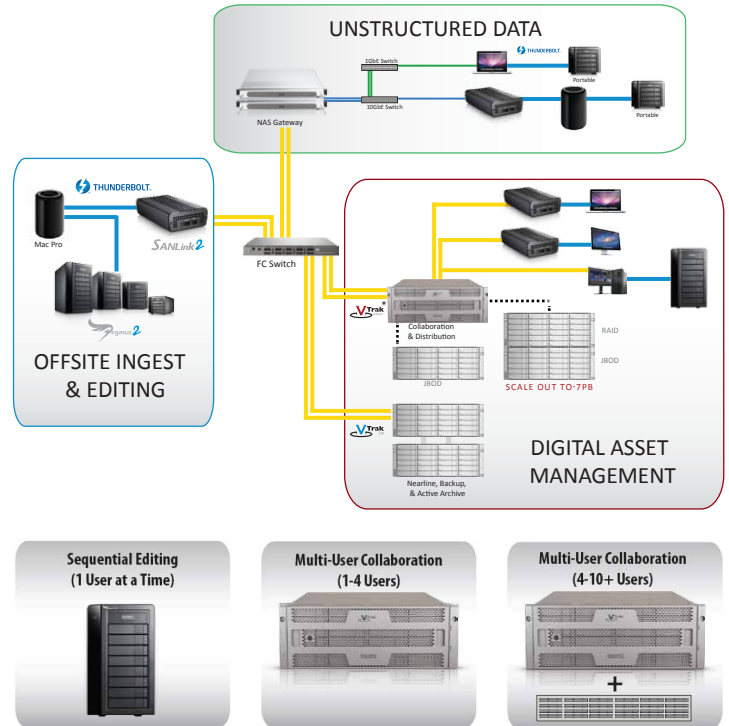 UNSTRUCTURED DATA
1GbE Switch
THUNDERBOLT
Portable
10GbE Switch
NAS Gateway
Portable
THUNDERBOLT.
Mac Pro
SANLink2
FC Switch
Pegasus2
OFFSITE INGEST
& EDITING
VTrak
Collaboration
& Distribution
RAID
JBOD
JBOD
SCALE OUT TO-7PB
VTrak
DIGITAL ASSET
MANAGEMENT
Nearline, Backup,
& Active Archive
Sequential Editing
(1 User at a Time)
Multi-User Collaboration
(1-4 Users)
VTrak
Multi-User Collaboration
(4-10+ Users)
VTrak
+